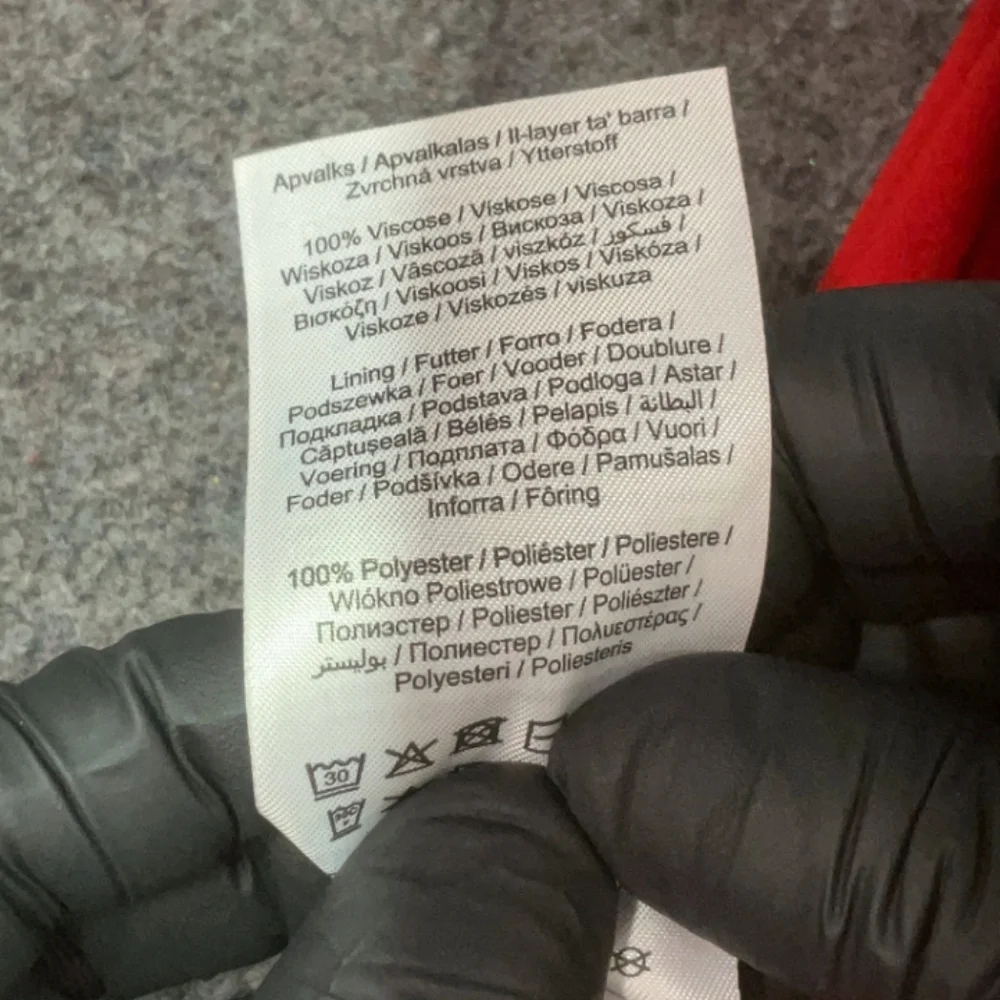 Apvalks / Apvalkalas / Il-layer ta' barra /
Zvrchná vrstva / Ytterstoff
100% Viscose / Viskose / Viscosa /
Wiskoza / Viskoos / Вискоза / Viskoza /
Viskoz / Vâscoză / viszkóz / فسكوز /
Βισκόζη / Viskoosi / Viskos / Viskóza /
Viskoze / Viskozės / viskuza
Lining / Futter / Forro / Fodera /
Podszewka / Foer / Vooder / Doublure /
Подкладка / Podstava / Podloga / Astar /
Căptuşeală / Bélés / Pelapis / البطانة /
Voering / Подплата / Φόδρα / Vuori /
Foder / Podšívka / Odere / Pamušalas /
Inforra / Fôring
100% Polyester / Poliéster / Poliestere /
Wlókno Poliestrowe / Polüester /
Полиэстер / Poliester / Poliészter /
بوليستر / Полиестер / Πολυεστέρας /
Polyesteri / Poliesteris
30